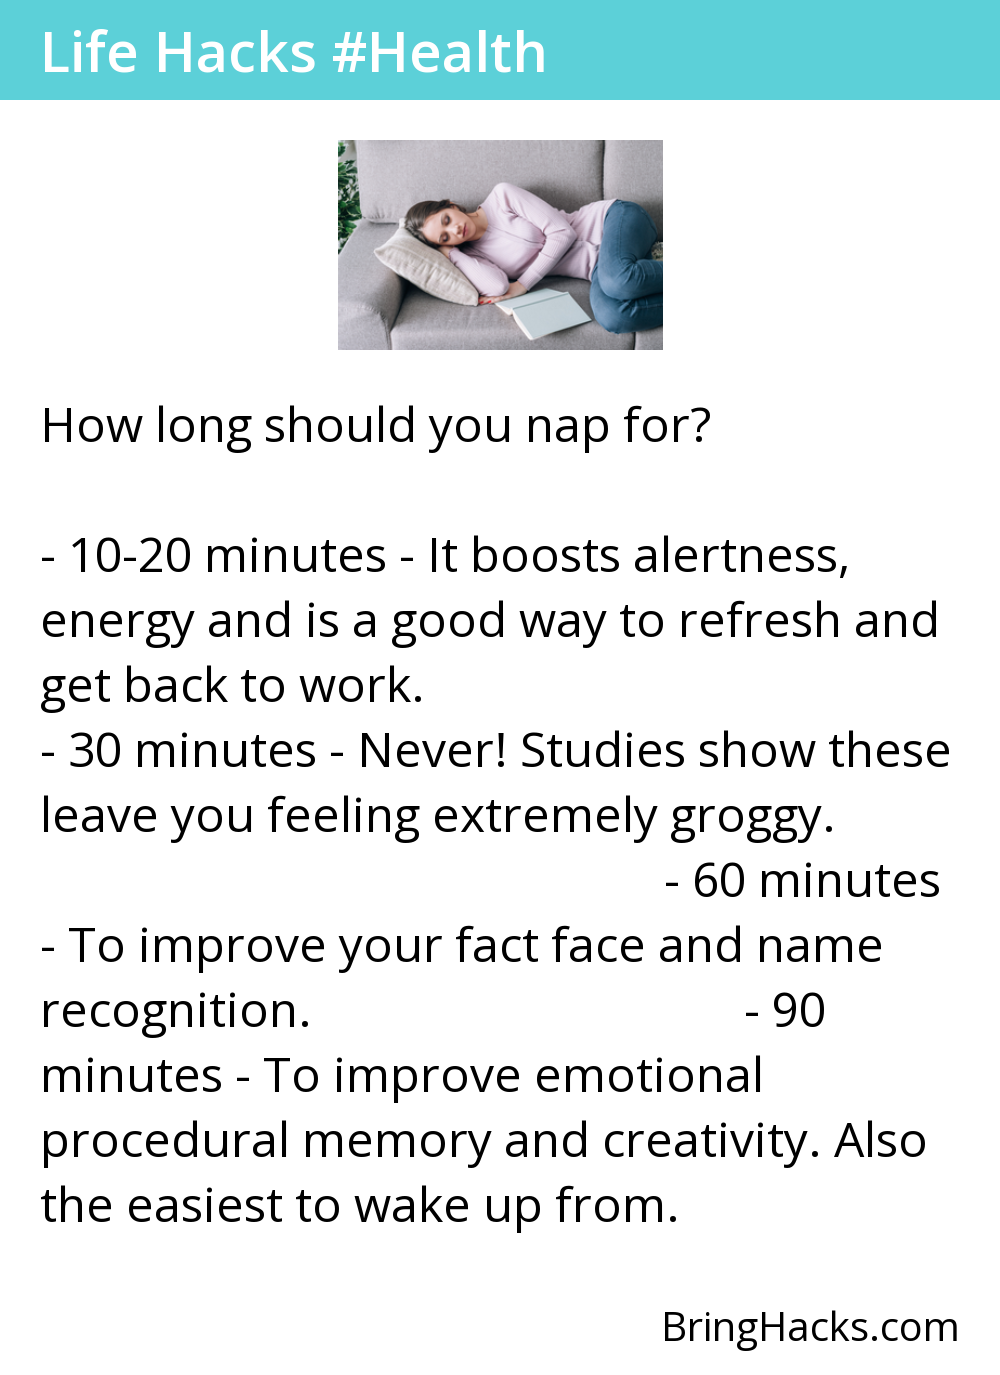 Life Hacks #Health
How long should you nap for?
- 10-20 minutes - It boosts alertness,
energy and is a good way to refresh and
get back to work.
- 30 minutes - Never! Studies show these
leave you feeling extremely groggy.
- 60 minutes
- To improve your fact face and name
recognition. - 90
minutes - To improve emotional
procedural memory and creativity. Also
the easiest to wake up from.
BringHacks.com